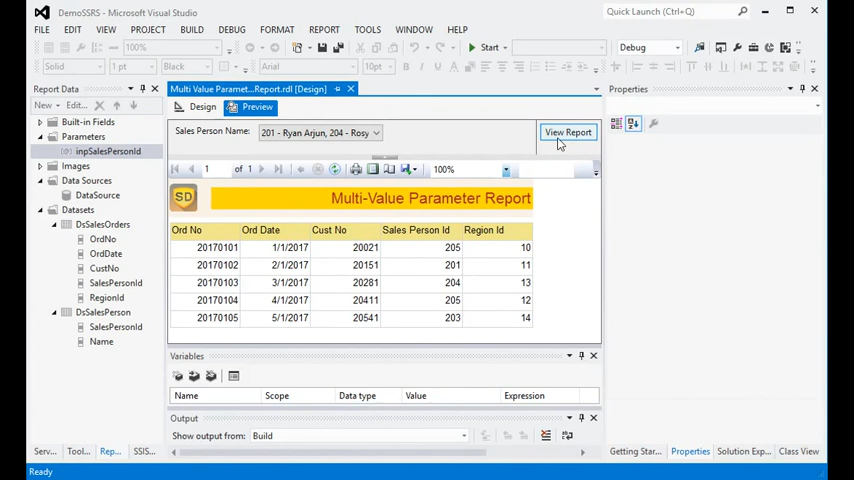 DemoSSRS - Microsoft Visual Studio
Quick Launch (Ctrl+Q)
FILE EDIT VIEW PROJECT BUILD DEBUG FORMAT REPORT TOOLS WINDOW HELP
100%
Start
Debug
Solid 1 pt Black Arial 10pt
Report Data
Multi Value Paramet...Report.rdl [Design]
Properties
New Edit...
Design Preview
Built-in Fields
Parameters
inpSalesPersonId
Images
Data Sources
DataSource
Datasets
DsSalesOrders
OrdNo
OrdDate
CustNo
SalesPersonId
RegionId
DsSalesPerson
SalesPersonId
Name
Sales Person Name: 201 - Ryan Arjun, 204 - Rosy View Report
1 of 1 100%
SD
Multi-Value Parameter Report
Ord No Ord Date Cust No Sales Person Id Region Id
20170101 1/1/2017 20021 205 10
20170102 2/1/2017 20151 201 11
20170103 3/1/2017 20281 204 13
20170104 4/1/2017 20411 205 12
20170105 5/1/2017 20541 203 14
Variables
Name Scope Data type Value Expression
Output
Show output from: Build
Serv... Tool... Rep... SSIS...
Getting Star... Properties Solution Exp... Class View
Ready